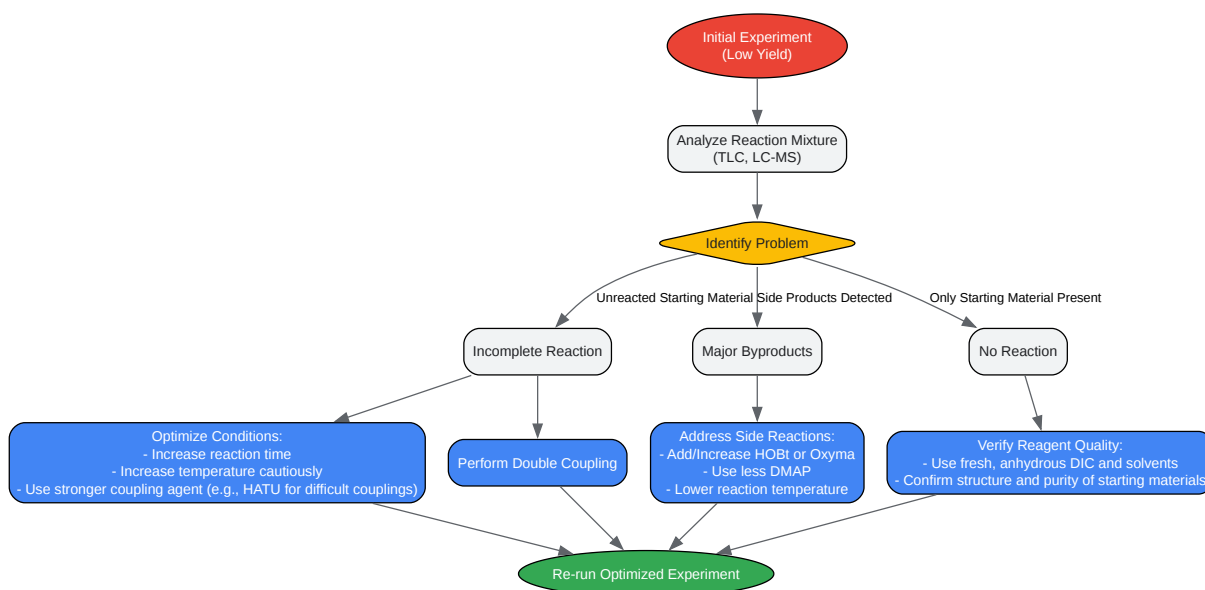 Initial Experiment
(Low Yield)
Analyze Reaction Mixture
(TLC, LC-MS)
Identify Problem
Unreacted Starting Material
Side Products Detected
Only Starting Material Present
Incomplete Reaction
Major Byproducts
No Reaction
Optimize Conditions:
- Increase reaction time
- Increase temperature cautiously
- Use stronger coupling agent (e.g., HATU for difficult couplings)
Perform Double Coupling
Address Side Reactions:
- Add/Increase HOBt or Oxyma
- Use less DMAP
- Lower reaction temperature
Verify Reagent Quality:
- Use fresh, anhydrous DIC and solvents
- Confirm structure and purity of starting materials
Re-run Optimized Experiment